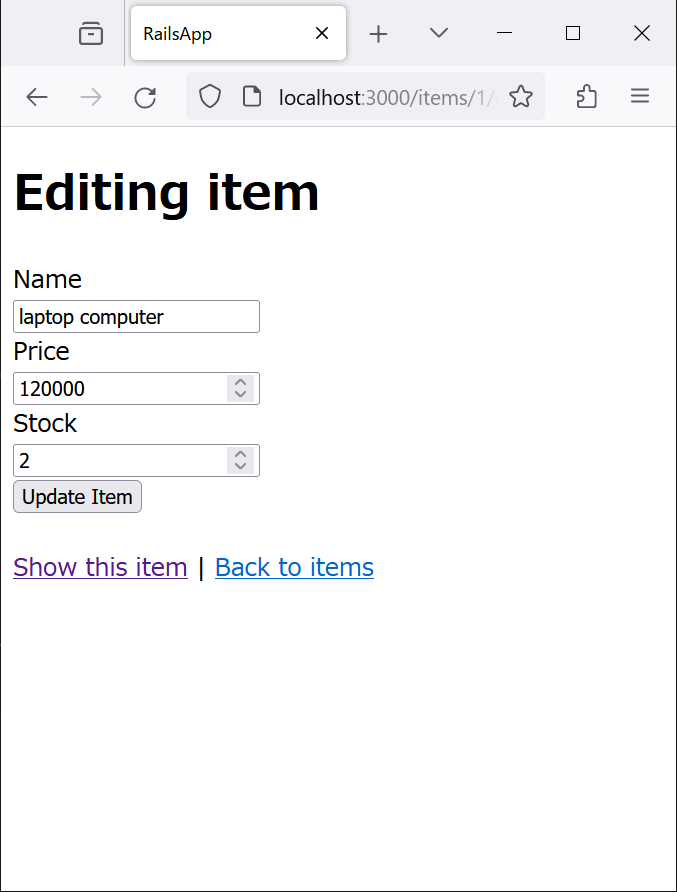 RailsApp
localhost:3000/items/1/
Editing item
Name
laptop computer
Price
120000
Stock
2
Update Item
Show this item | Back to items